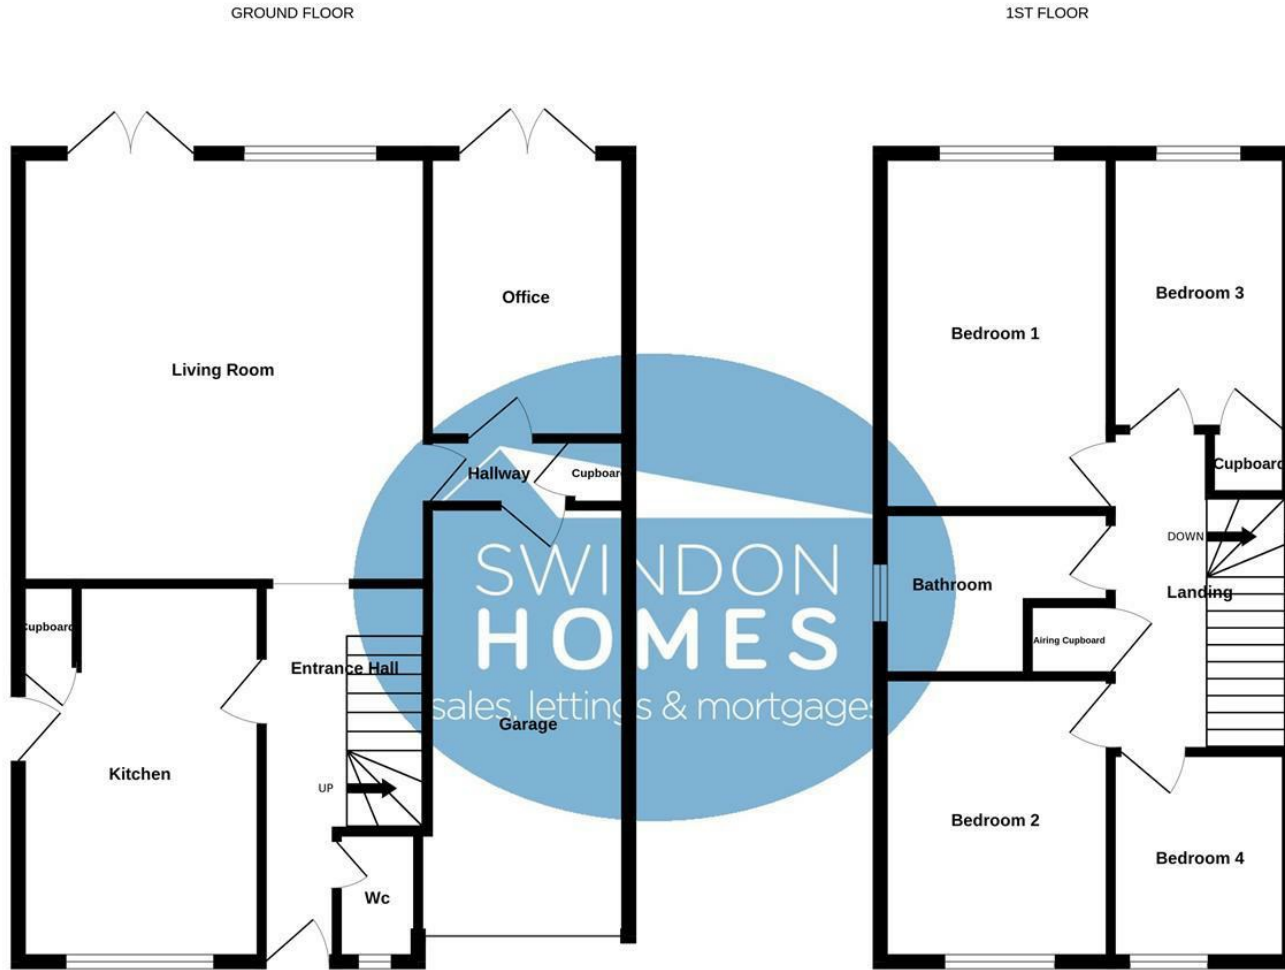 GROUND FLOOR
1ST FLOOR
Living Room
Office
Hallway
Cupboard
Cupboard
Entrance Hall
Kitchen
UP
Garage
Wc
Bedroom 1
Bedroom 3
Cupboard
DOWN
Landing
Bathroom
Airing Cupboard
Bedroom 2
Bedroom 4
SWINDON
HOMES
sales, lettings & mortgages